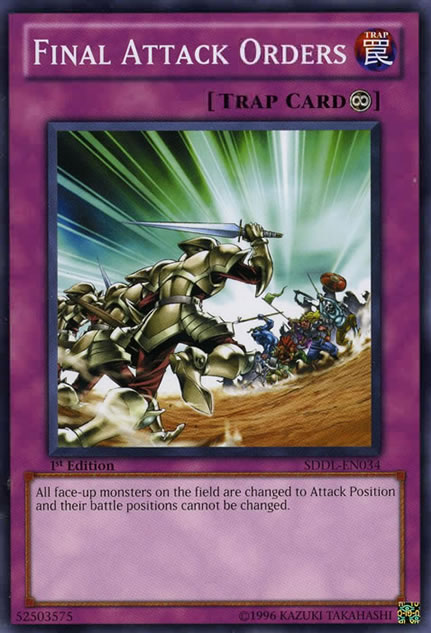 FINAL ATTACK ORDERS
TRAP
罠
[TRAP CARD∞]
1st Edition
SDDL-EN034
All face-up monsters on the field are changed to Attack Position
and their battle positions cannot be changed.
52503575
©1996 KAZUKI TAKAHASHI